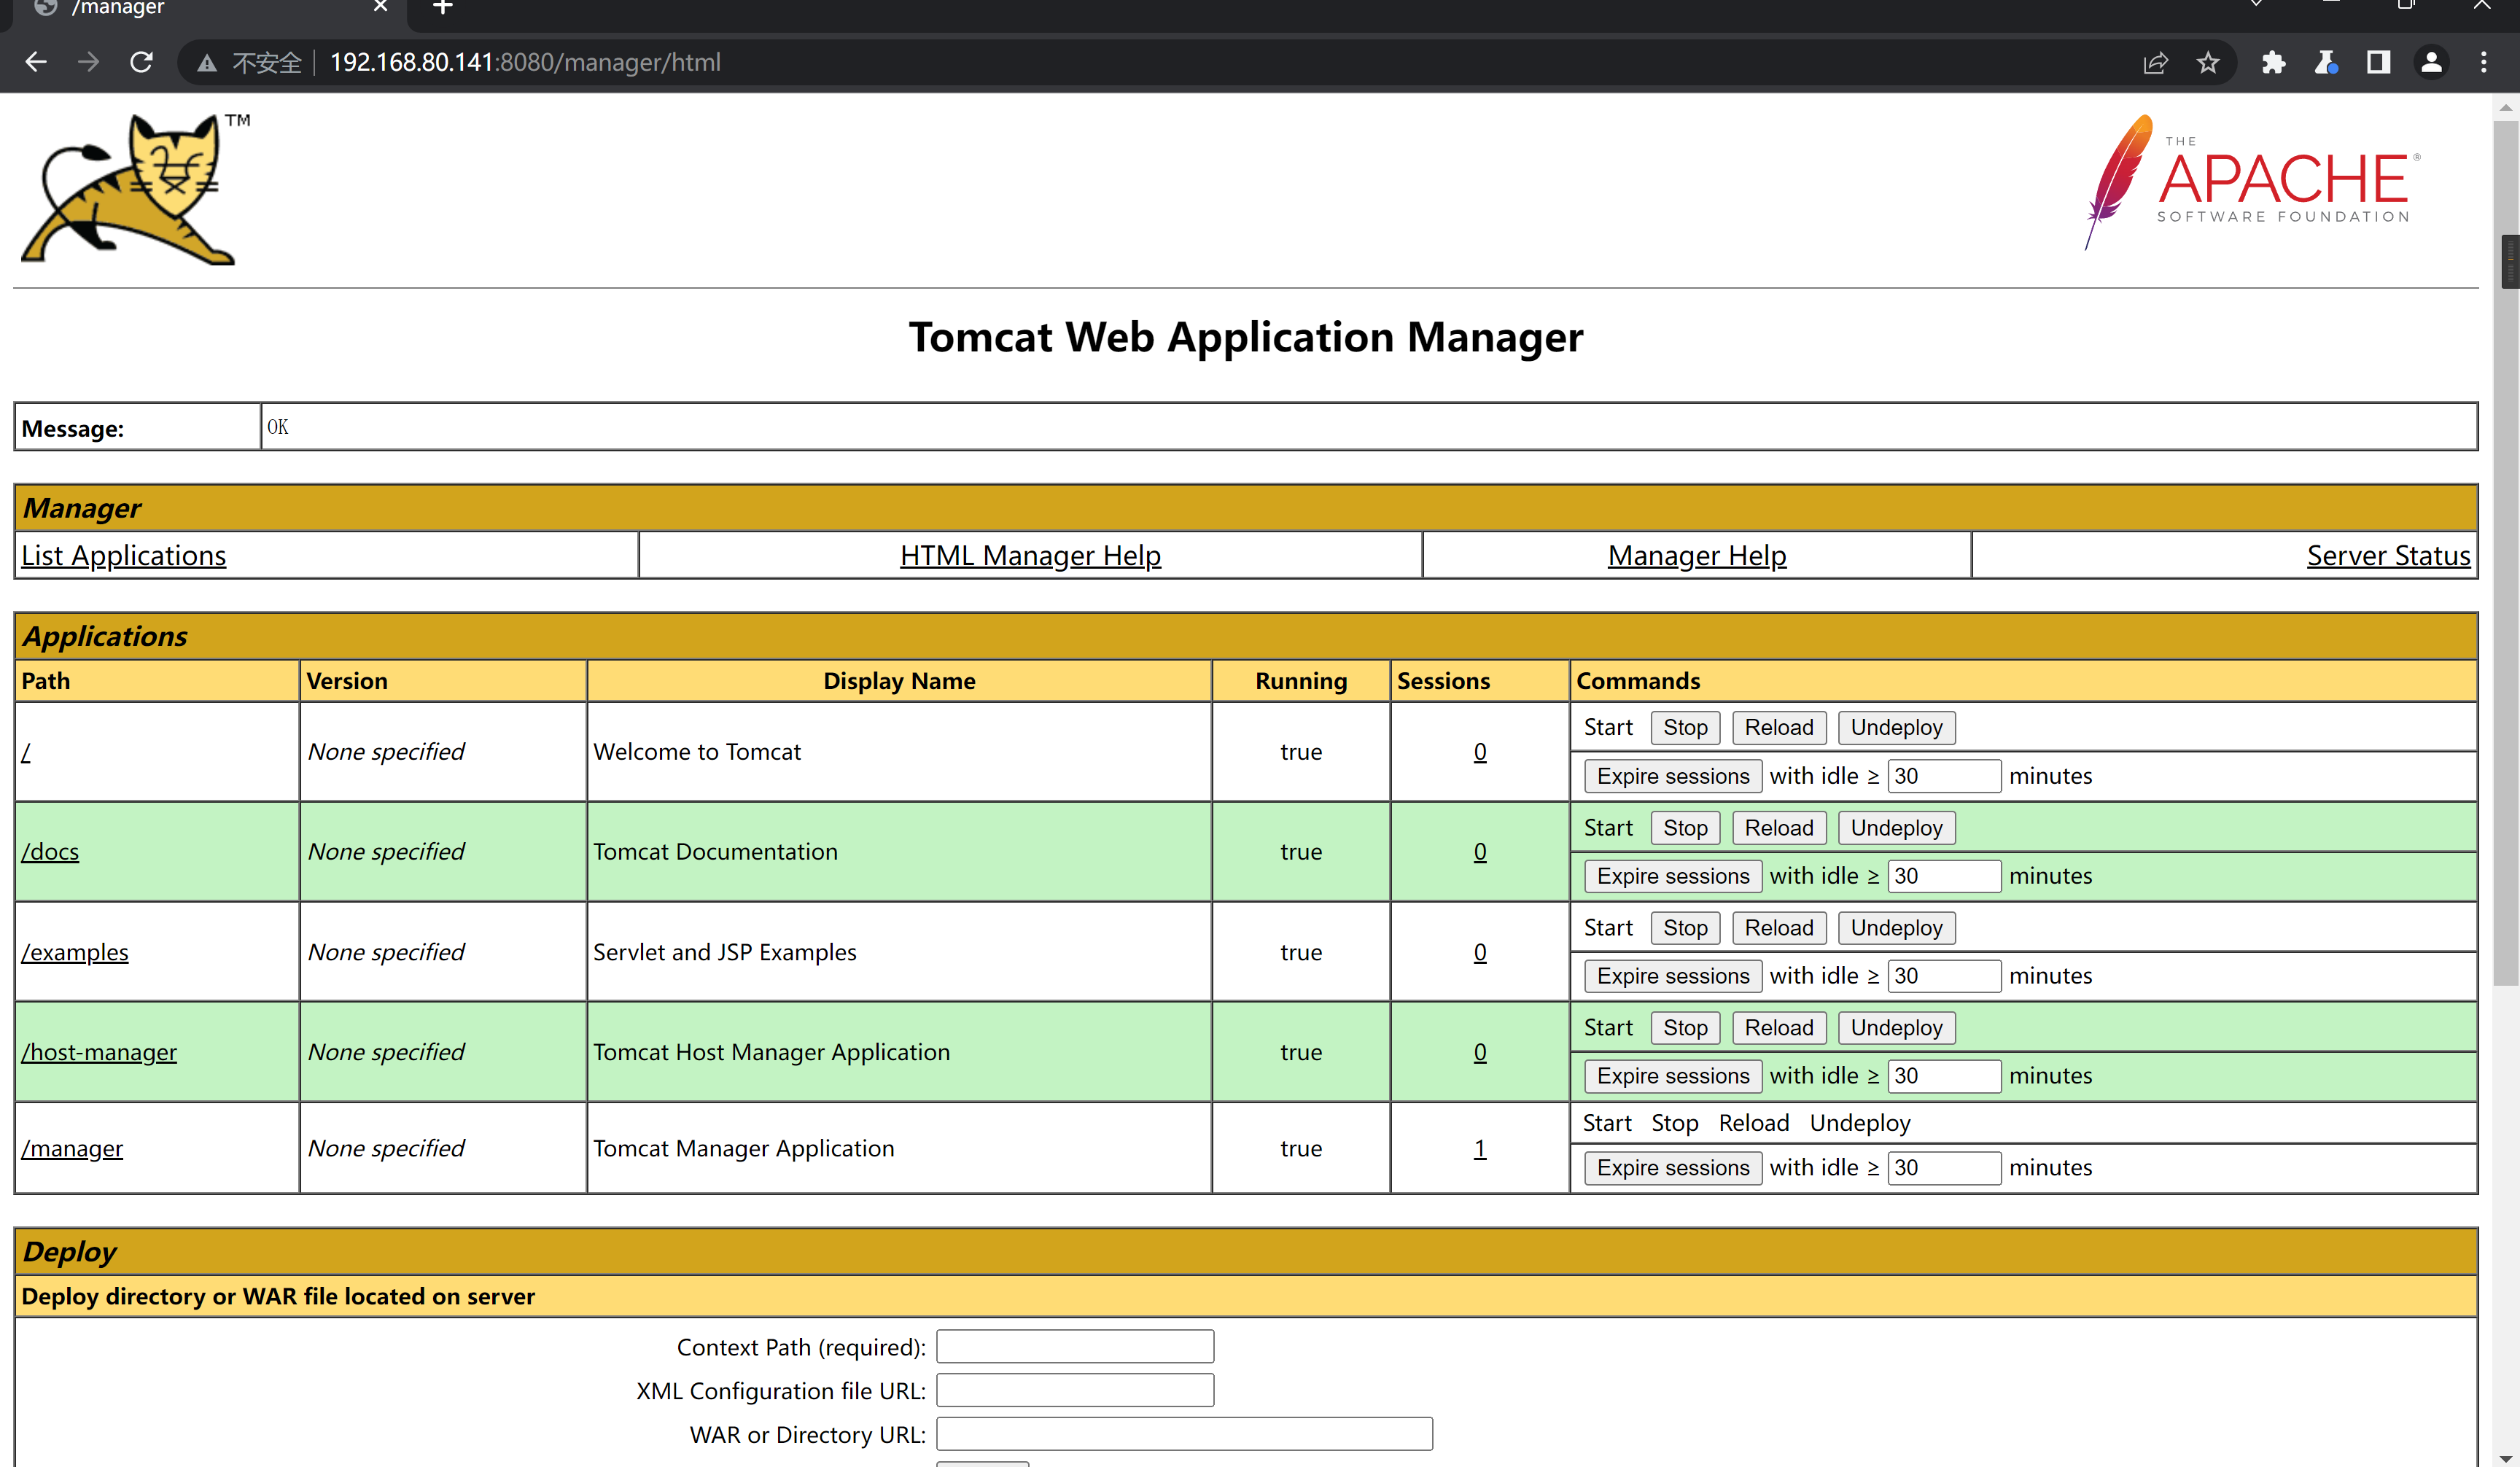 /manager
不安全 192.168.80.141:8080/manager/html
TM
THE
APACHE®
SOFTWARE FOUNDATION
Tomcat Web Application Manager
Message: OK
Manager
List Applications HTML Manager Help Manager Help Server Status
Applications
Path Version Display Name Running Sessions Commands
/ None specified Welcome to Tomcat true 0 Start Stop Reload Undeploy
Expire sessions with idle ≥ 30 minutes
/docs None specified Tomcat Documentation true 0 Start Stop Reload Undeploy
Expire sessions with idle ≥ 30 minutes
/examples None specified Servlet and JSP Examples true 0 Start Stop Reload Undeploy
Expire sessions with idle ≥ 30 minutes
/host-manager None specified Tomcat Host Manager Application true 0 Start Stop Reload Undeploy
Expire sessions with idle ≥ 30 minutes
/manager None specified Tomcat Manager Application true 1 Start Stop Reload Undeploy
Expire sessions with idle ≥ 30 minutes
Deploy
Deploy directory or WAR file located on server
Context Path (required):
XML Configuration file URL:
WAR or Directory URL: